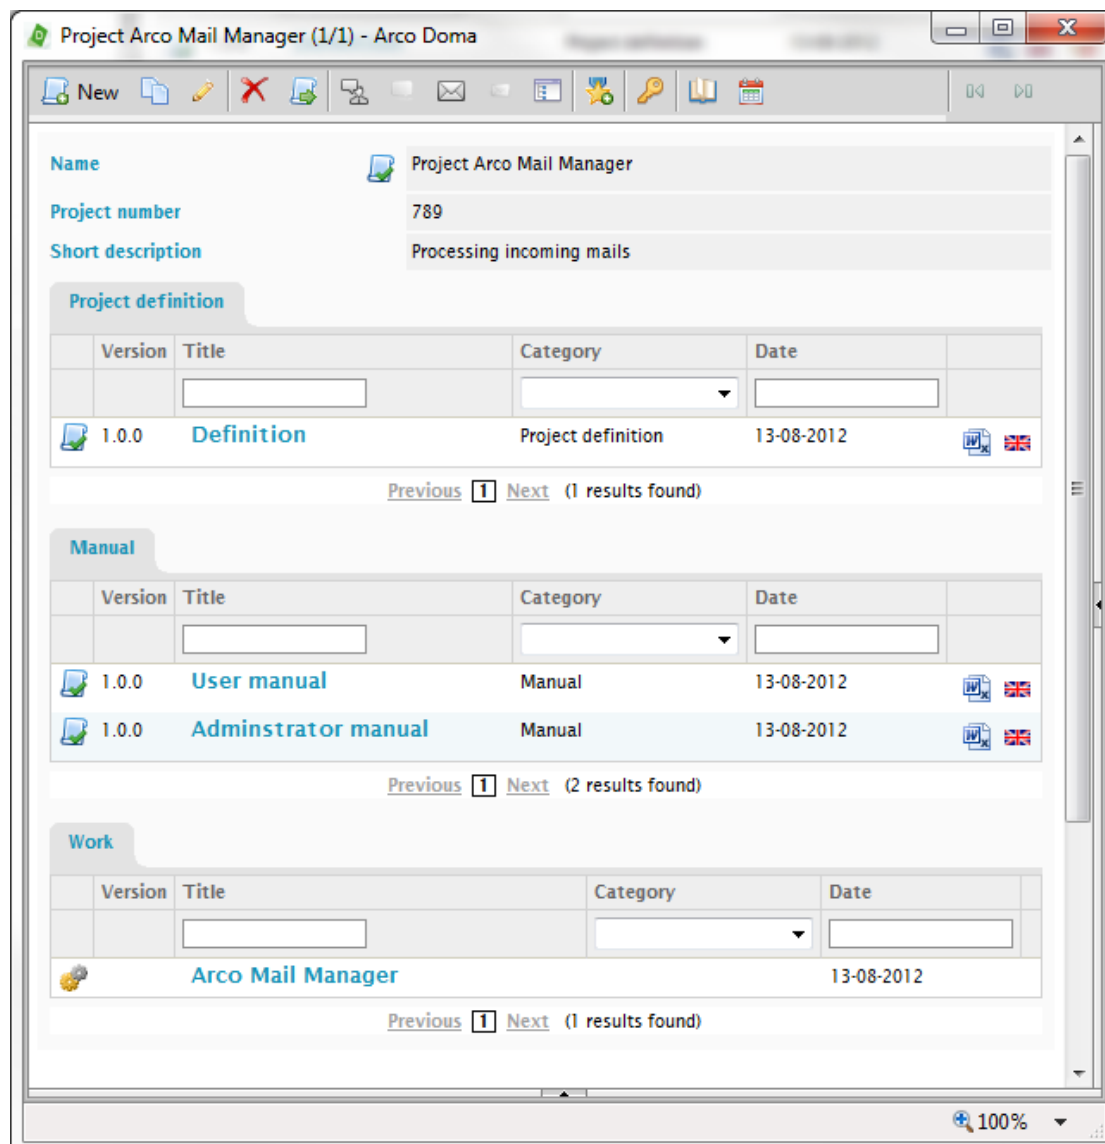 Project Arco Mail Manager (1/1) - Arco Doma
New
Name Project Arco Mail Manager
Project number 789
Short description Processing incoming mails
Project definition
Version Title Category Date
1.0.0 Definition Project definition 13-08-2012
Previous 1 Next (1 results found)
Manual
Version Title Category Date
1.0.0 User manual Manual 13-08-2012
1.0.0 Adminstrator manual Manual 13-08-2012
Previous 1 Next (2 results found)
Work
Version Title Category Date
Arco Mail Manager 13-08-2012
Previous 1 Next (1 results found)
100%